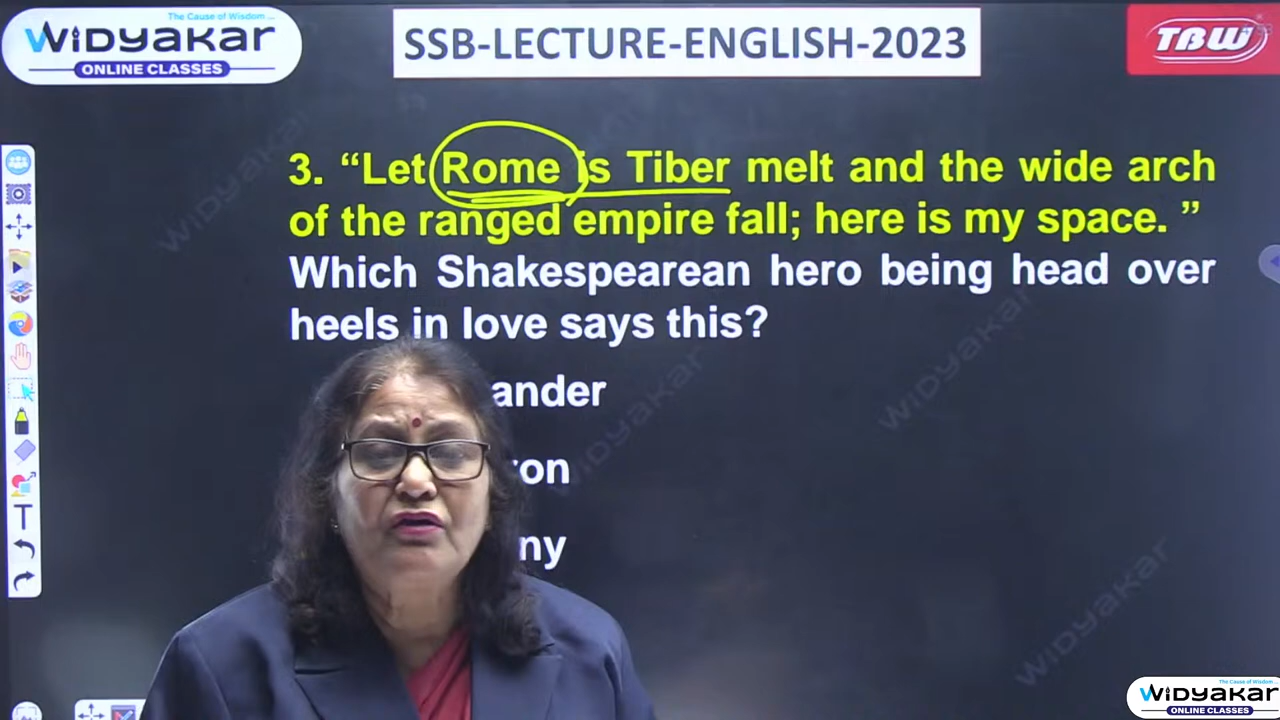 The Cause of Wisdom ...
WiDyaKar
ONLINE CLASSES
SSB-LECTURE-ENGLISH-2023
TBW
3. “Let Rome is Tiber melt and the wide arch
of the ranged empire fall; here is my space. ”
Which Shakespearean hero being head over
heels in love says this?
ander
ron
ny
T
The Cause of Wisdom ...
WiDyaKar
ONLINE CLASSES